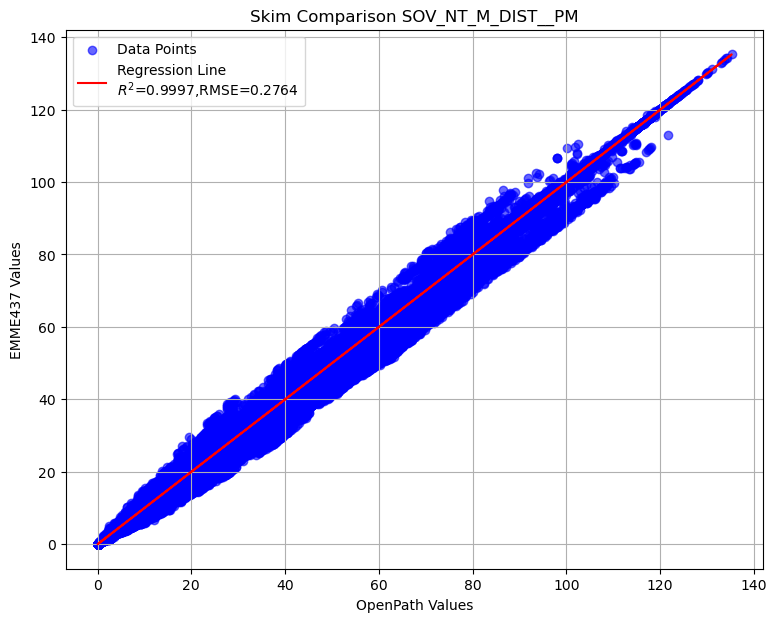 Skim Comparison SOV_NT_M_DIST__PM
Data Points
Regression Line
R²=0.9997,RMSE=0.2764
140
120
100
80
60
40
20
0
EMME437 Values
0 20 40 60 80 100 120 140
OpenPath Values